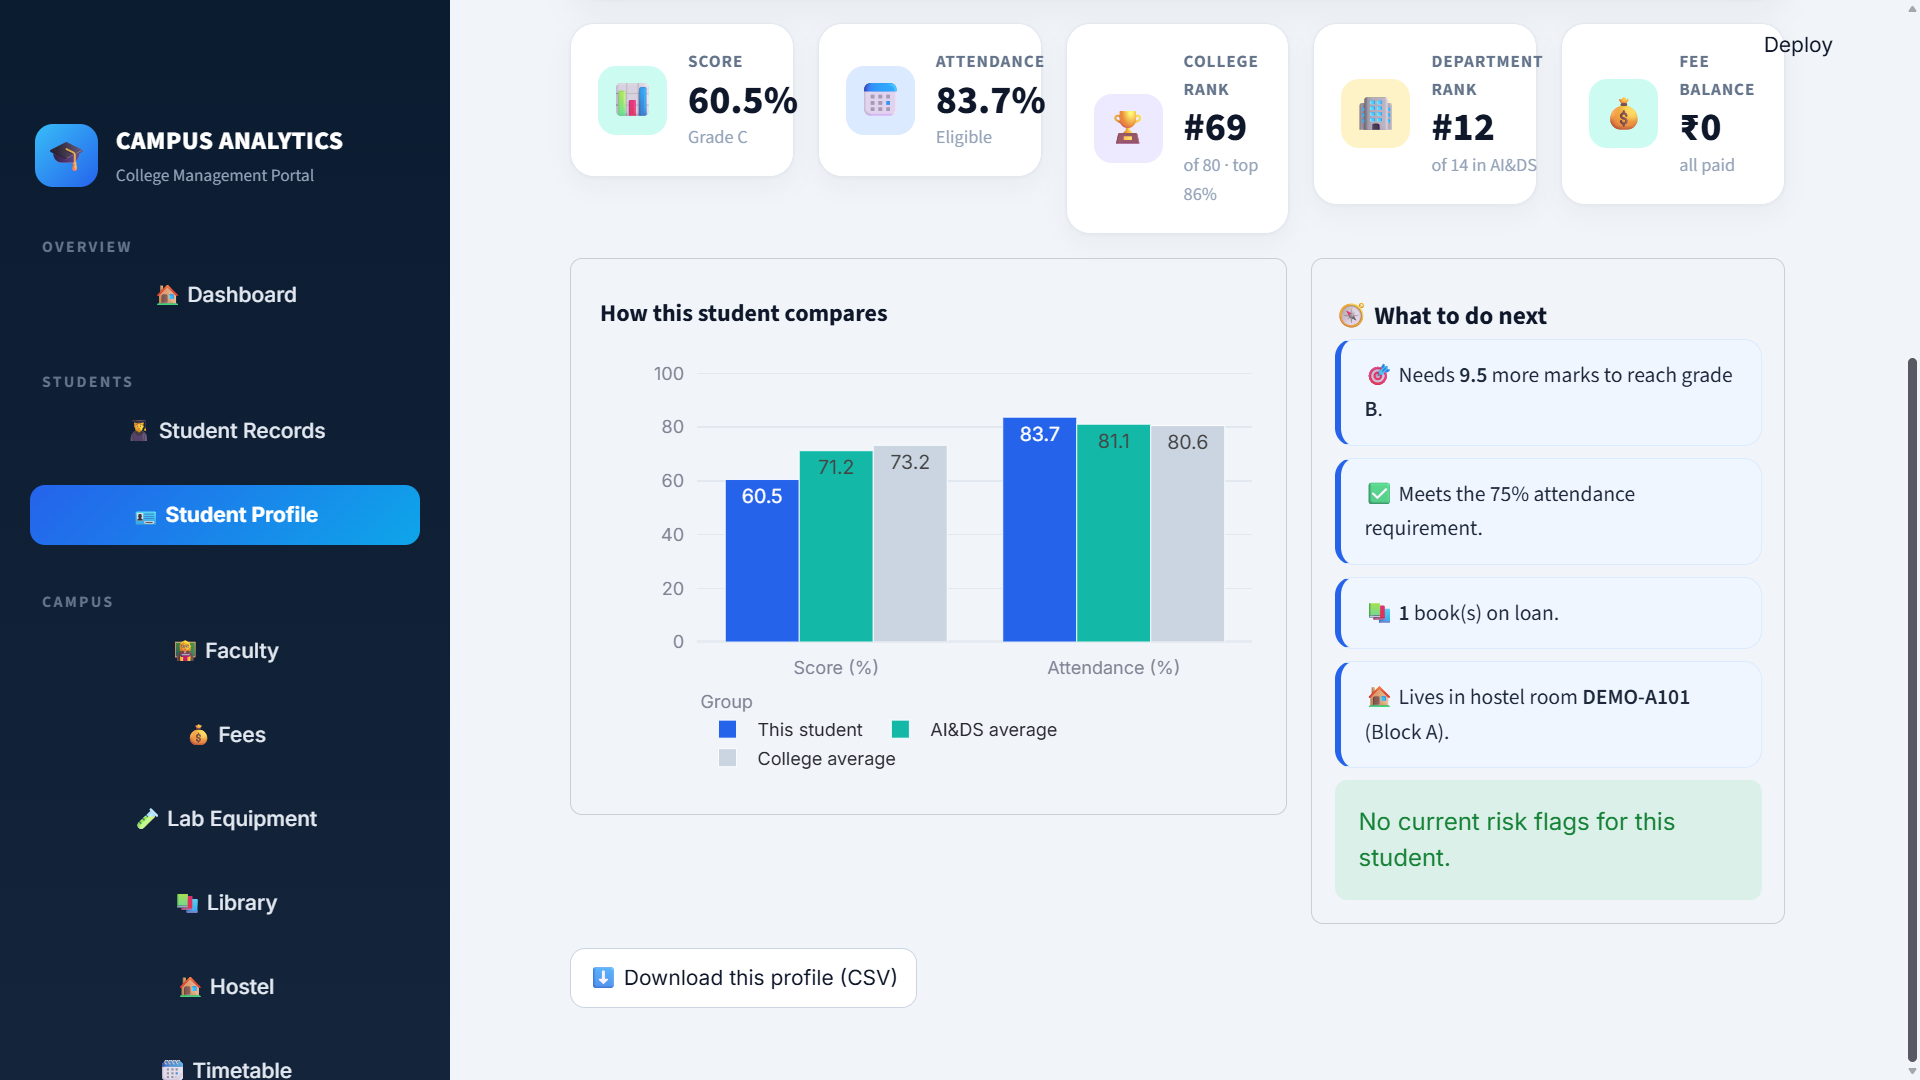 CAMPUS ANALYTICS
College Management Portal
OVERVIEW
Dashboard
STUDENTS
Student Records
Student Profile
CAMPUS
Faculty
Fees
Lab Equipment
Library
Hostel
Timetable
Deploy
SCORE
60.5%
Grade C
ATTENDANCE
83.7%
Eligible
COLLEGE
RANK
#69
of 80 · top
86%
DEPARTMENT
RANK
#12
of 14 in AI&DS
FEE
BALANCE
₹0
all paid
How this student compares
100
80
60
40
20
0
60.5
71.2
73.2
83.7
81.1
80.6
Score (%)
Attendance (%)
Group
This student
AI&DS average
College average
What to do next
Needs 9.5 more marks to reach grade
B.
Meets the 75% attendance
requirement.
1 book(s) on loan.
Lives in hostel room DEMO-A101
(Block A).
No current risk flags for this
student.
Download this profile (CSV)